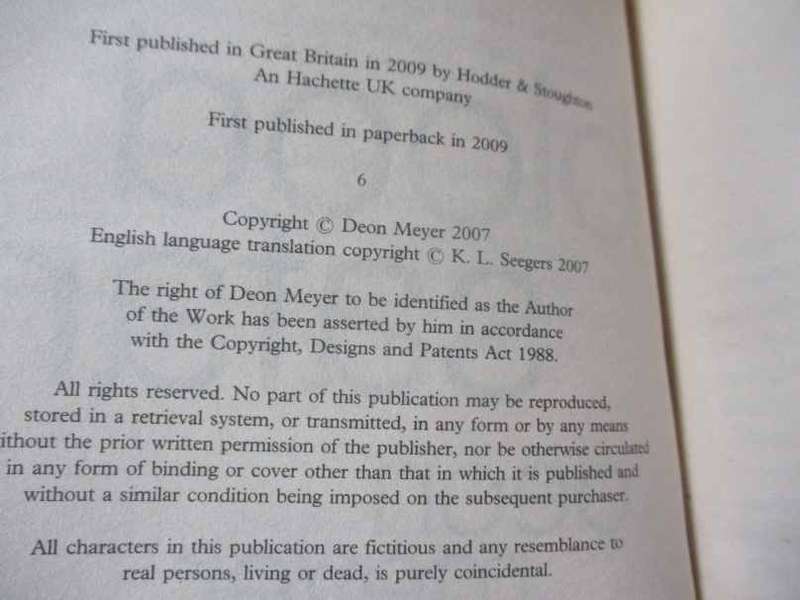 First published in Great Britain in 2009 by Hodder & Stoughton
An Hachette UK company
First published in paperback in 2009
6
Copyright © Deon Meyer 2007
English language translation copyright © K. L. Seegers 2007
The right of Deon Meyer to be identified as the Author
of the Work has been asserted by him in accordance
with the Copyright, Designs and Patents Act 1988.
All rights reserved. No part of this publication may be reproduced,
stored in a retrieval system, or transmitted, in any form or by any means
ithout the prior written permission of the publisher, nor be otherwise circulated
in any form of binding or cover other than that in which it is published and
without a similar condition being imposed on the subsequent purchaser.
All characters in this publication are fictitious and any resemblance to
real persons, living or dead, is purely coincidental.